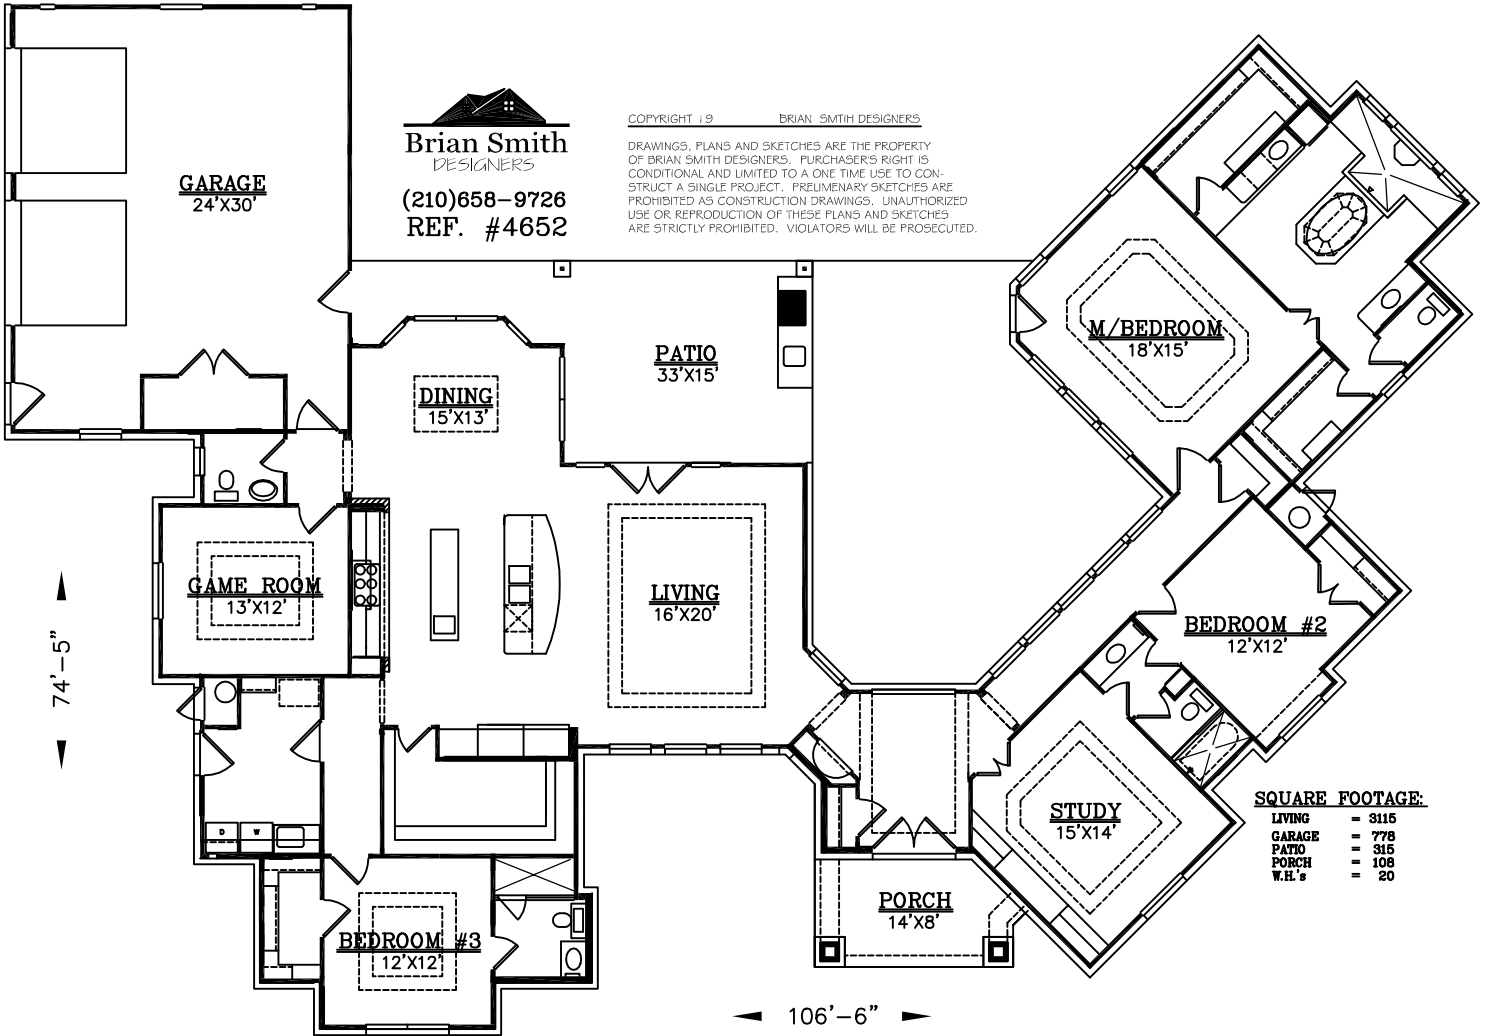 Brian Smith
DESIGNERS
(210)658-9726
REF. #4652
COPYRIGHT 19 BRIAN SMTIH DESIGNERS
DRAWINGS, PLANS AND SKETCHES ARE THE PROPERTY
OF BRIAN SMITH DESIGNERS. PURCHASER'S RIGHT IS
CONDITIONAL AND LIMITED TO A ONE TIME USE TO CON-
STRUCT A SINGLE PROJECT. PRELIMENARY SKETCHES ARE
PROHIBITED AS CONSTRUCTION DRAWINGS. UNAUTHORIZED
USE OR REPRODUCTION OF THESE PLANS AND SKETCHES
ARE STRICTLY PROHIBITED. VIOLATORS WILL BE PROSECUTED.
GARAGE
24'X30'
M/BEDROOM
18'X15'
PATIO
33'X15'
DINING
15'X13'
GAME ROOM
13'X12'
LIVING
16'X20'
BEDROOM #2
12'X12'
74'-5"
STUDY
15'X14'
D W
PORCH
14'X8'
BEDROOM #3
12'X12'
SQUARE FOOTAGE:
LIVING = 3115
GARAGE = 778
PATIO = 315
PORCH = 108
W.H.'s = 20
106'-6"